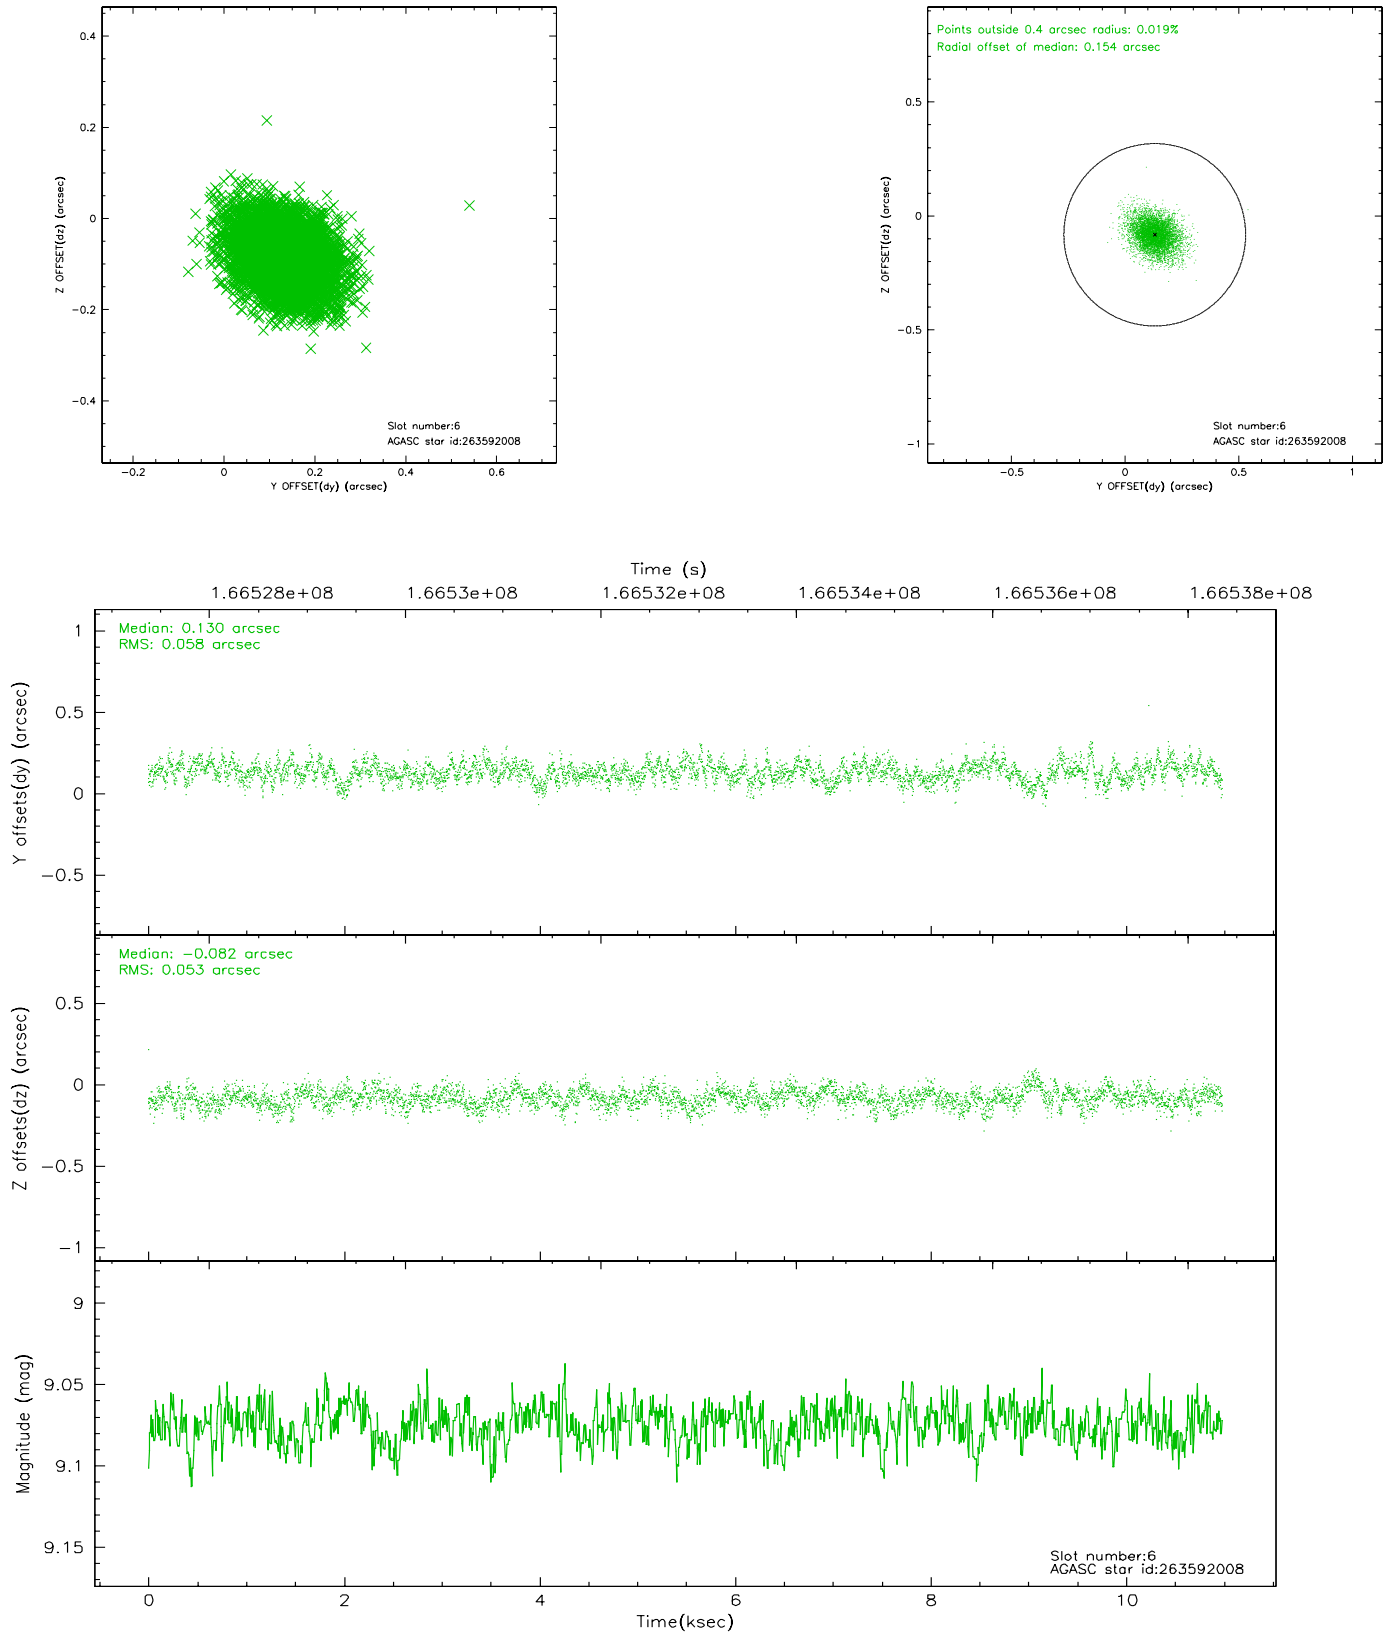 0.4
0.2
0
−0.2
−0.4
Z OFFSET(dz) (arcsec)
Slot number:6
AGASC star id:263592008
−0.2 0 0.2 0.4 0.6
Y OFFSET(dy) (arcsec)
Points outside 0.4 arcsec radius: 0.019%
Radial offset of median: 0.154 arcsec
0.5
0
−0.5
−1
Z OFFSET(dz) (arcsec)
Slot number:6
AGASC star id:263592008
−0.5 0 0.5 1
Y OFFSET(dy) (arcsec)
Time (s)
1.66528e+08 1.6653e+08 1.66532e+08 1.66534e+08 1.66536e+08 1.66538e+08
Median: 0.130 arcsec
RMS: 0.058 arcsec
1
0.5
0
−0.5
Y offsets(dy) (arcsec)
Median: −0.082 arcsec
RMS: 0.053 arcsec
0.5
0
−0.5
−1
Z offsets(dz) (arcsec)
9
9.05
9.1
9.15
Magnitude (mag)
Slot number:6
AGASC star id:263592008
0 2 4 6 8 10
Time(ksec)